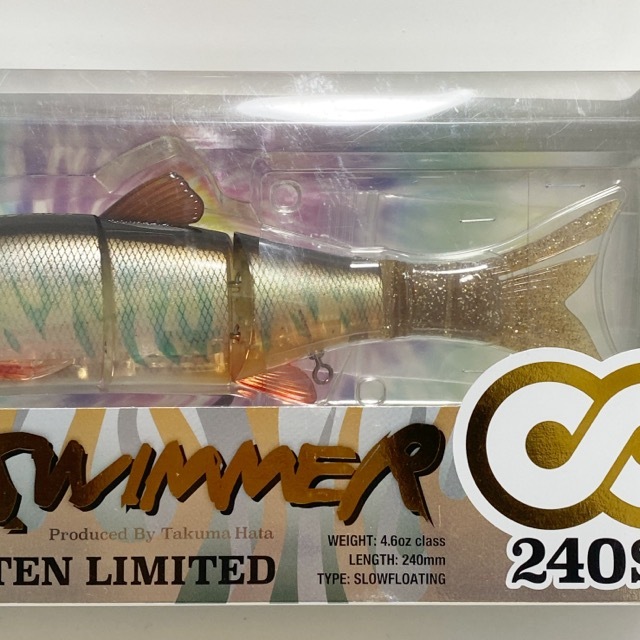 SWIMMER
Produced By Takuma Hata
TEN LIMITED
WEIGHT: 4.6oz class
LENGTH: 240mm
TYPE: SLOWFLOATING
240S